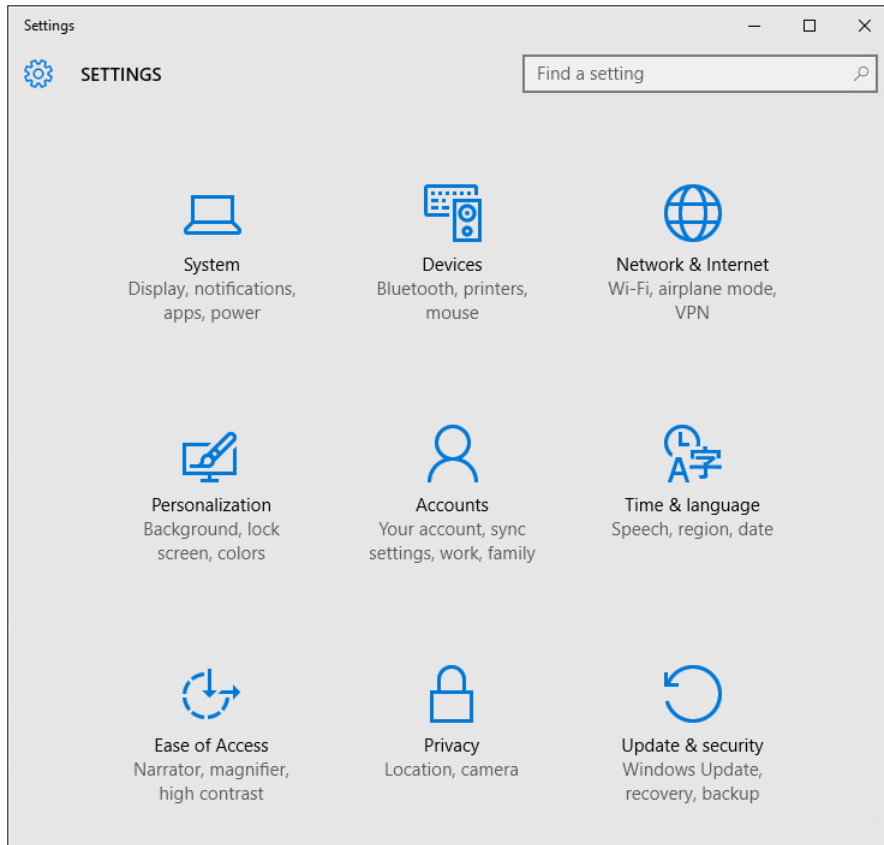 Settings
SETTINGS
Find a setting
System
Display, notifications,
apps, power
Devices
Bluetooth, printers,
mouse
Network & Internet
Wi-Fi, airplane mode,
VPN
Personalization
Background, lock
screen, colors
Accounts
Your account, sync
settings, work, family
A字
Time & language
Speech, region, date
Ease of Access
Narrator, magnifier,
high contrast
Privacy
Location, camera
Update & security
Windows Update,
recovery, backup